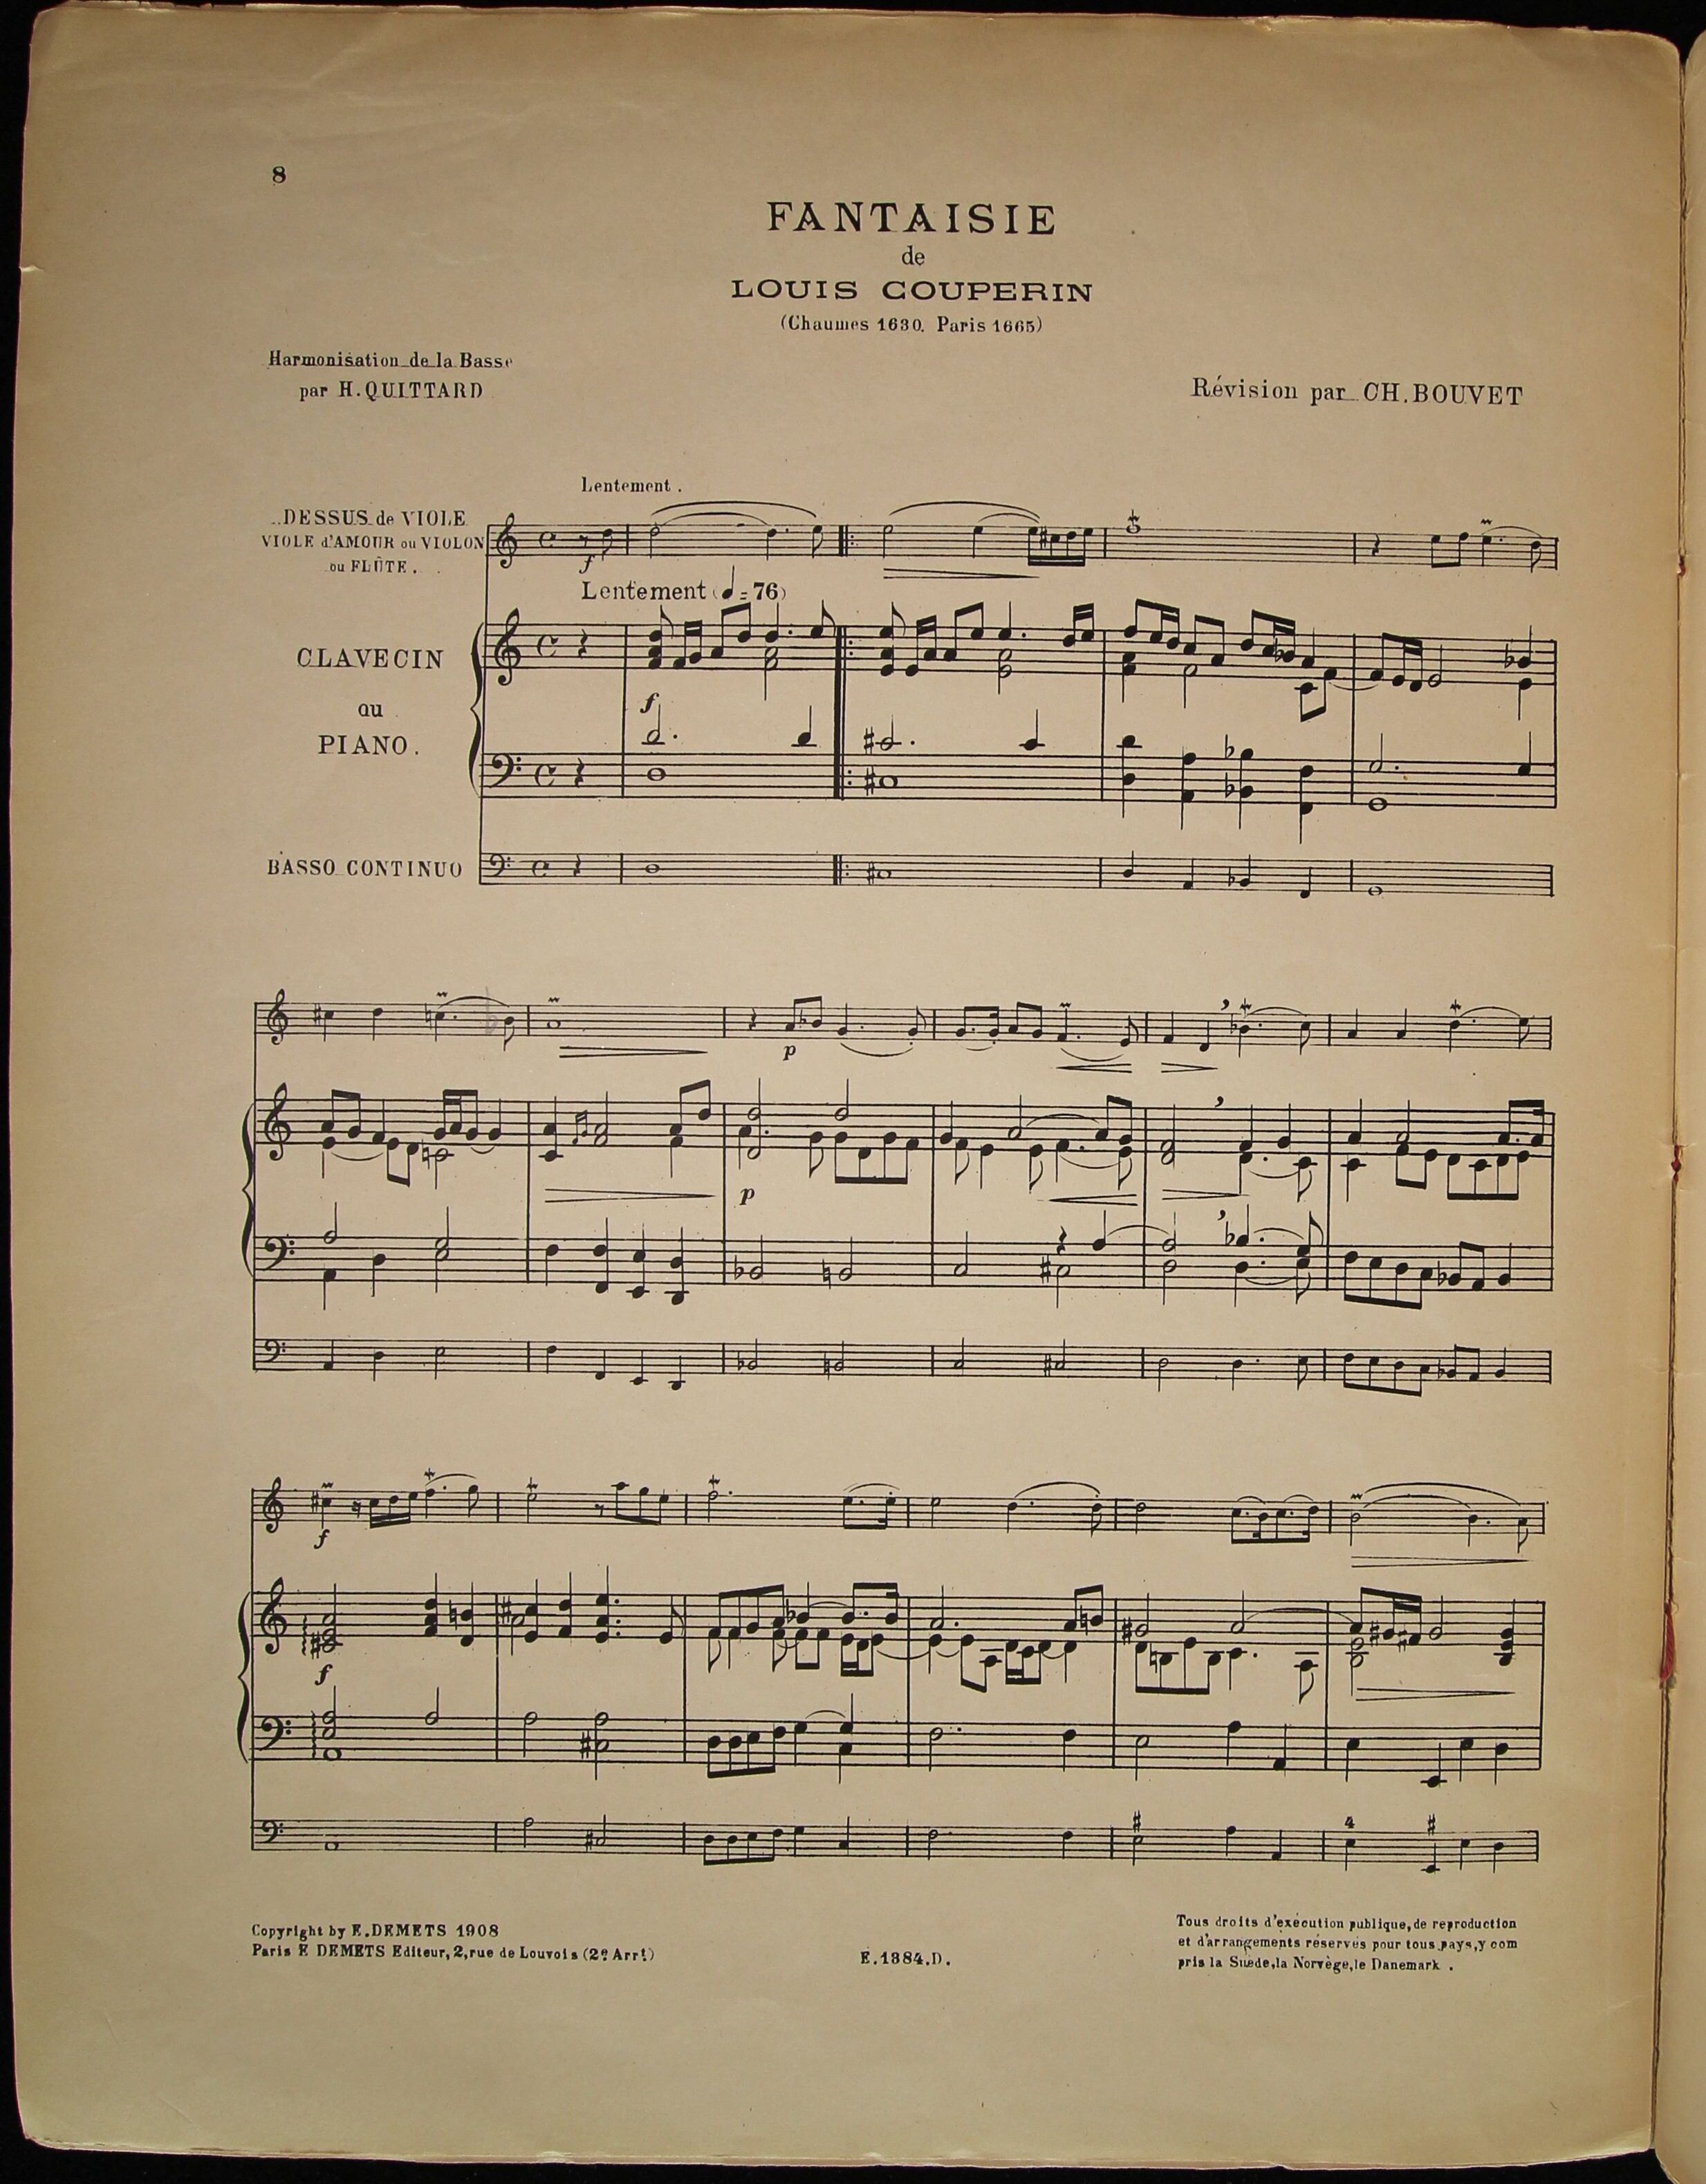 8
FANTAISIE
de
LOUIS COUPERIN
(Chaumes 1630. Paris 1665)
Harmonisation de la Basse
par H. QUITTARD
Révision par CH. BOUVET
Lentement.
DESSUS de VIOLE
VIOLE d'AMOUR ou VIOLON
ou FLÛTE.
f
Lentement (♩ = 76)
CLAVECIN
ou
PIANO.
f
BASSO CONTINUO
p
p
f
f
4
Copyright by E. DEMETS 1908
Paris E DEMETS Editeur, 2, rue de Louvois (2e Arrt)
E. 1384. D.
Tous droits d'exécution publique, de reproduction
et d'arrangements réservés pour tous pays, y com
pris la Suède, la Norvège, le Danemark.